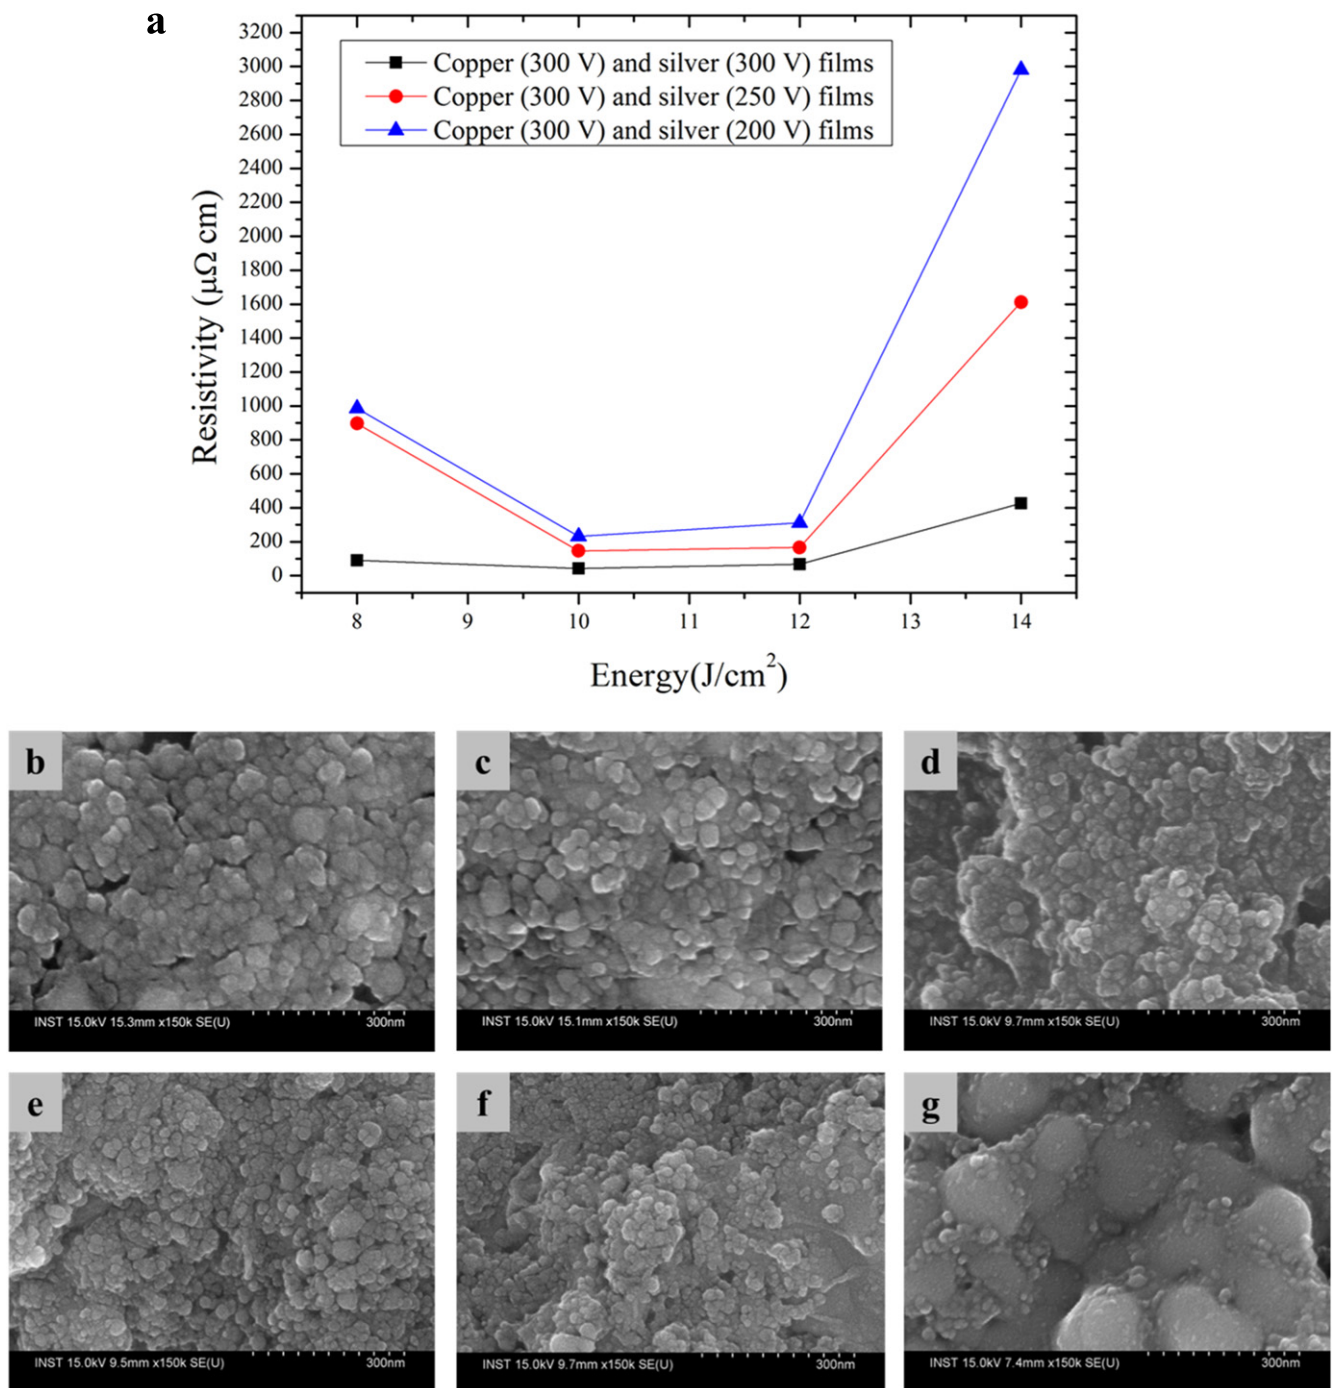 a
3200
3000
2800
2600
2400
2200
2000
1800
1600
1400
1200
1000
800
600
400
200
0
Resistivity (μΩ cm)
Copper (300 V) and silver (300 V) films
Copper (300 V) and silver (250 V) films
Copper (300 V) and silver (200 V) films
8 9 10 11 12 13 14
Energy(J/cm²)
b
INST 15.0kV 15.3mm x150k SE(U) 300nm
c
INST 15.0kV 15.1mm x150k SE(U) 300nm
d
INST 15.0kV 9.7mm x150k SE(U) 300nm
e
INST 15.0kV 9.5mm x150k SE(U) 300nm
f
INST 15.0kV 9.7mm x150k SE(U) 300nm
g
INST 15.0kV 7.4mm x150k SE(U) 300nm